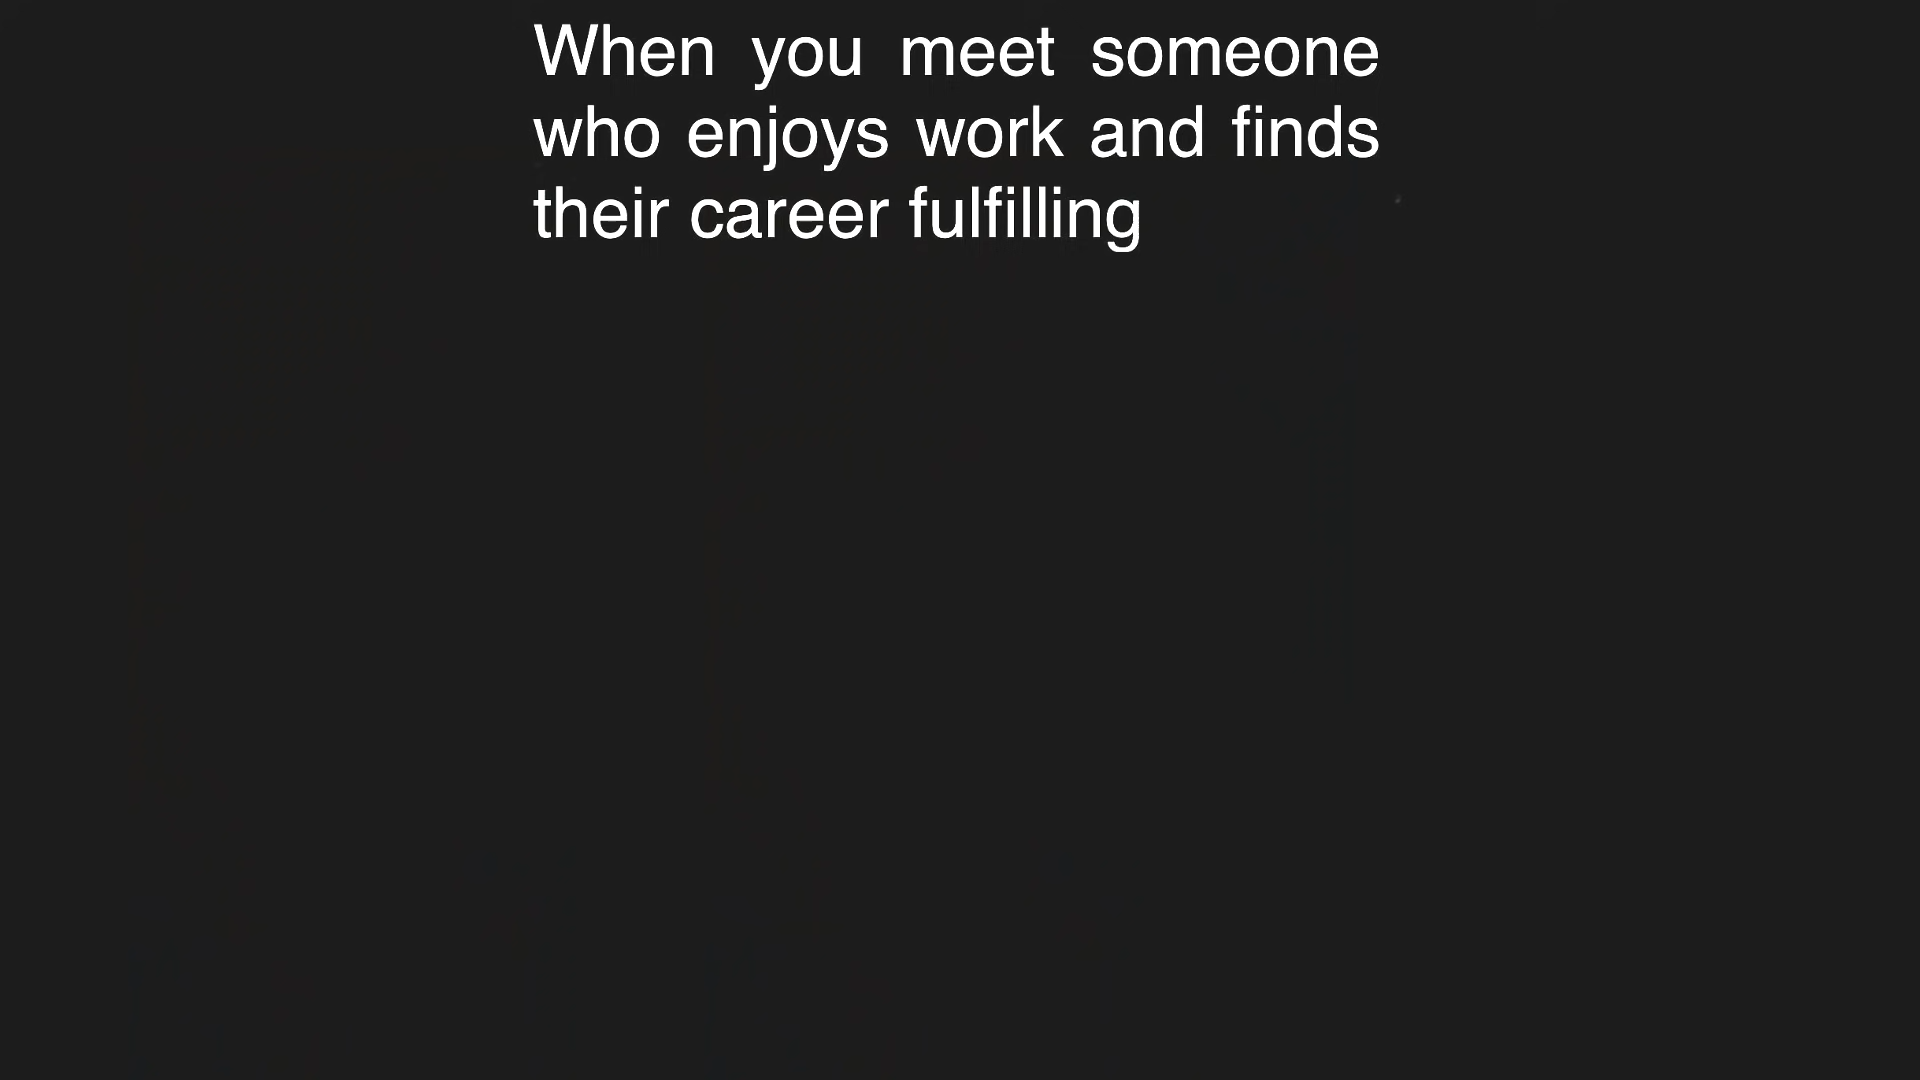 When you meet someone
who enjoys work and finds
their career fulfilling